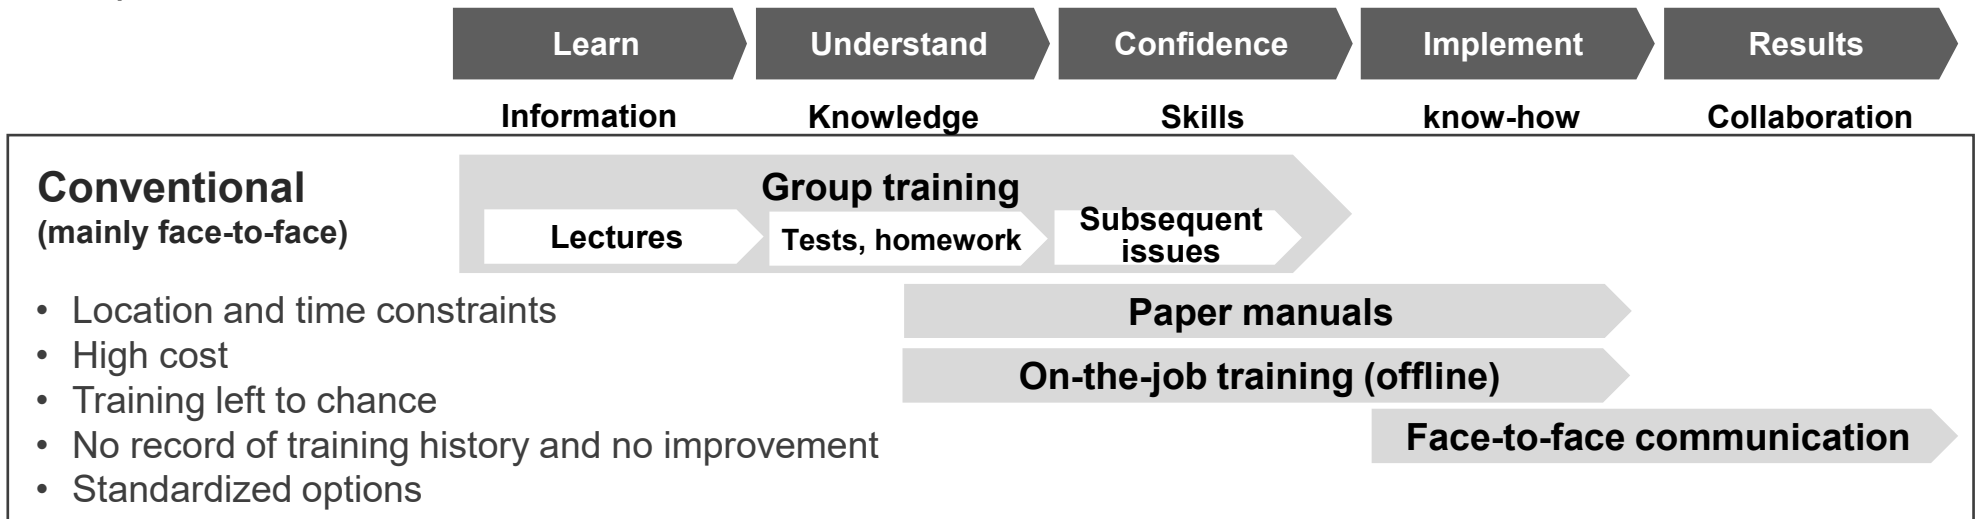 Learn
Understand
Confidence
Implement
Results
Information
Knowledge
Skills
know-how
Collaboration
Conventional
(mainly face-to-face)
Group training
Lectures
Tests, homework
Subsequent
issues
• Location and time constraints
• High cost
• Training left to chance
• No record of training history and no improvement
• Standardized options
Paper manuals
On-the-job training (offline)
Face-to-face communication